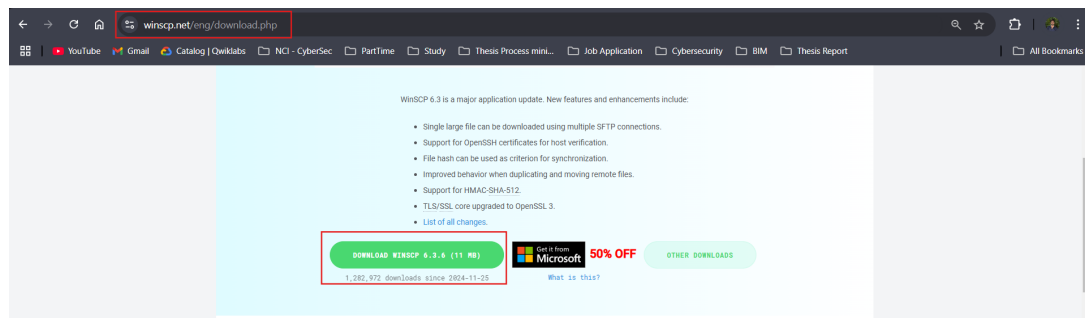 winscp.net/eng/download.php
YouTube Gmail Catalog | Qwiklabs NCI - CyberSec PartTime Study Thesis Process mini... Job Application Cybersecurity BIM Thesis Report All Bookmarks
WinSCP 6.3 is a major application update. New features and enhancements include:
• Single large file can be downloaded using multiple SFTP connections.
• Support for OpenSSH certificates for host verification.
• File hash can be used as criterion for synchronization.
• Improved behavior when duplicating and moving remote files.
• Support for HMAC-SHA-512.
• TLS/SSL core upgraded to OpenSSL 3.
• List of all changes.
DOWNLOAD WINSCP 6.3.6 (11 MB) Get it from Microsoft 50% OFF OTHER DOWNLOADS
1,282,972 downloads since 2024-11-25 What is this?